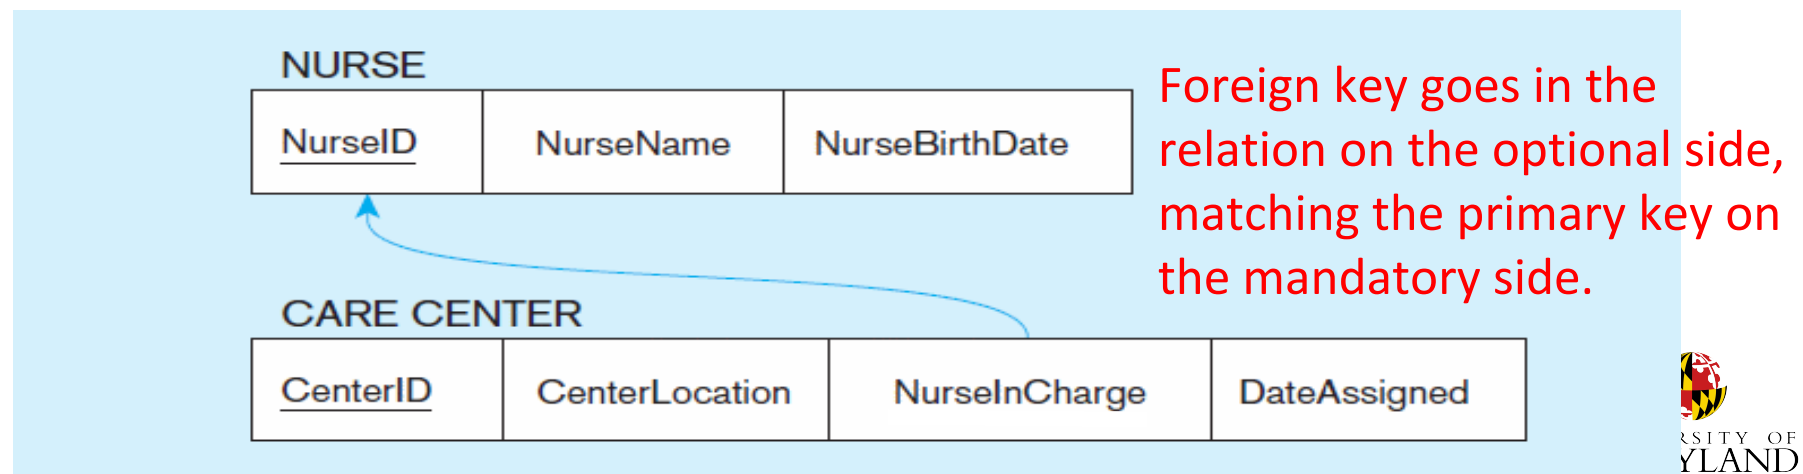 NURSE
NurseID NurseName NurseBirthDate
Foreign key goes in the
relation on the optional side,
matching the primary key on
the mandatory side.
CARE CENTER
CenterID CenterLocation NurseInCharge DateAssigned
OF